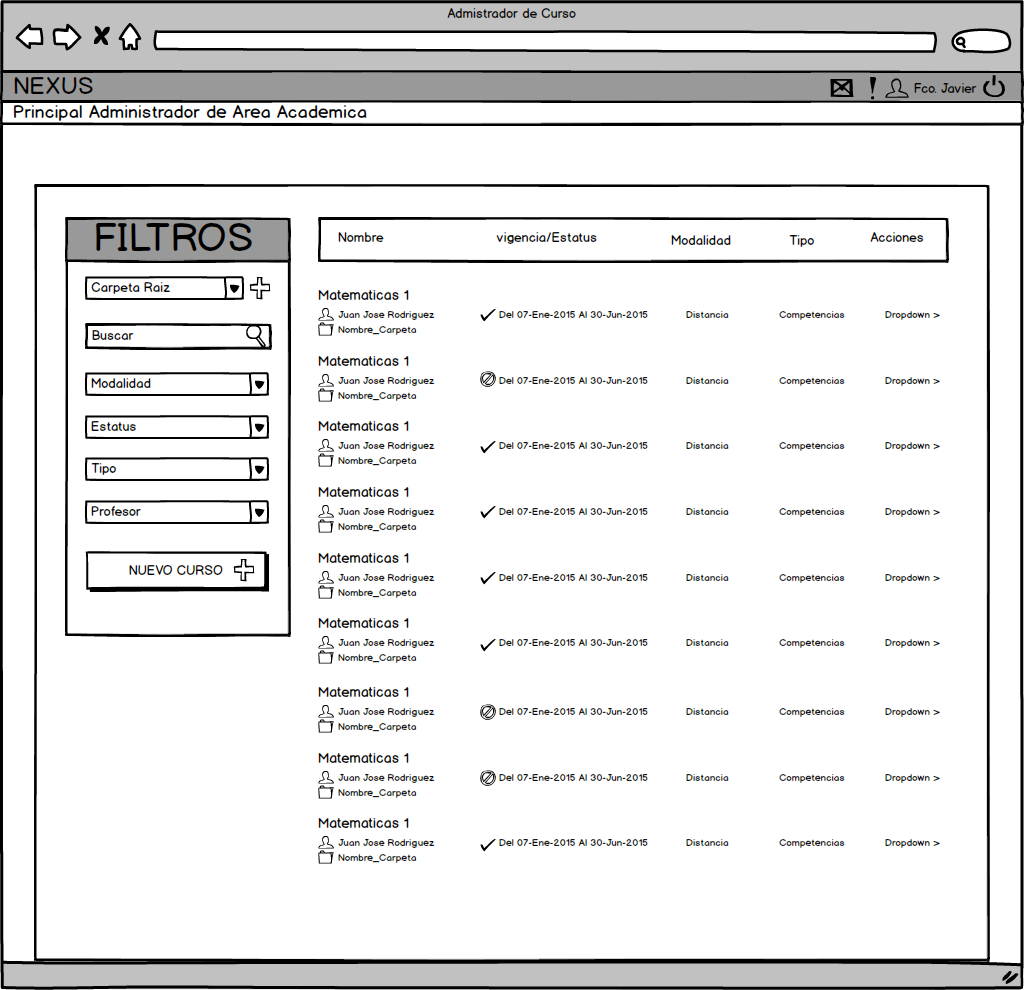 Admistrador de Curso
NEXUS
Fco. Javier
Principal Administrador de Area Academica
FILTROS
Carpeta Raiz
Buscar
Modalidad
Estatus
Tipo
Profesor
NUEVO CURSO
Nombre vigencia/Estatus Modalidad Tipo Acciones
Matematicas 1
Juan Jose Rodriguez Del 07-Ene-2015 Al 30-Jun-2015 Distancia Competencias Dropdown >
Nombre_Carpeta
Matematicas 1
Juan Jose Rodriguez Del 07-Ene-2015 Al 30-Jun-2015 Distancia Competencias Dropdown >
Nombre_Carpeta
Matematicas 1
Juan Jose Rodriguez Del 07-Ene-2015 Al 30-Jun-2015 Distancia Competencias Dropdown >
Nombre_Carpeta
Matematicas 1
Juan Jose Rodriguez Del 07-Ene-2015 Al 30-Jun-2015 Distancia Competencias Dropdown >
Nombre_Carpeta
Matematicas 1
Juan Jose Rodriguez Del 07-Ene-2015 Al 30-Jun-2015 Distancia Competencias Dropdown >
Nombre_Carpeta
Matematicas 1
Juan Jose Rodriguez Del 07-Ene-2015 Al 30-Jun-2015 Distancia Competencias Dropdown >
Nombre_Carpeta
Matematicas 1
Juan Jose Rodriguez Del 07-Ene-2015 Al 30-Jun-2015 Distancia Competencias Dropdown >
Nombre_Carpeta
Matematicas 1
Juan Jose Rodriguez Del 07-Ene-2015 Al 30-Jun-2015 Distancia Competencias Dropdown >
Nombre_Carpeta
Matematicas 1
Juan Jose Rodriguez Del 07-Ene-2015 Al 30-Jun-2015 Distancia Competencias Dropdown >
Nombre_Carpeta